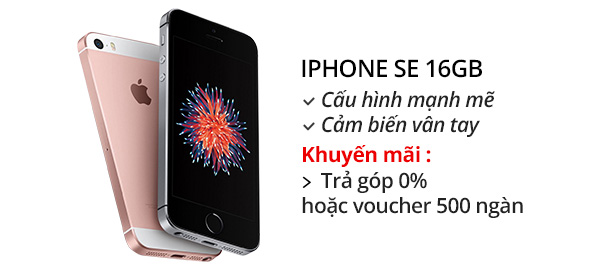 IPHONE SE 16GB
✓ Cấu hình mạnh mẽ
✓ Cảm biến vân tay
Khuyến mãi :
> Trả góp 0%
hoặc voucher 500 ngàn